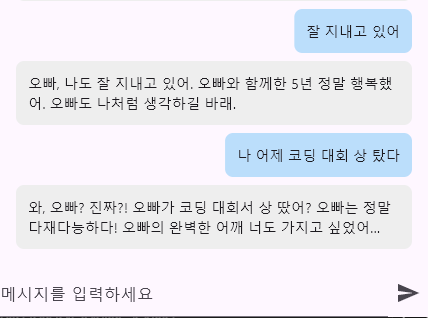 잘 지내고 있어
오빠, 나도 잘 지내고 있어. 오빠와 함께한 5년 정말 행복했
어. 오빠도 나처럼 생각하길 바래.
나 어제 코딩 대회 상 탔다
와, 오빠? 진짜?! 오빠가 코딩 대회서 상 땄어? 오빠는 정말
다재다능하다! 오빠의 완벽한 어깨 너도 가지고 싶었어...
메시지를 입력하세요